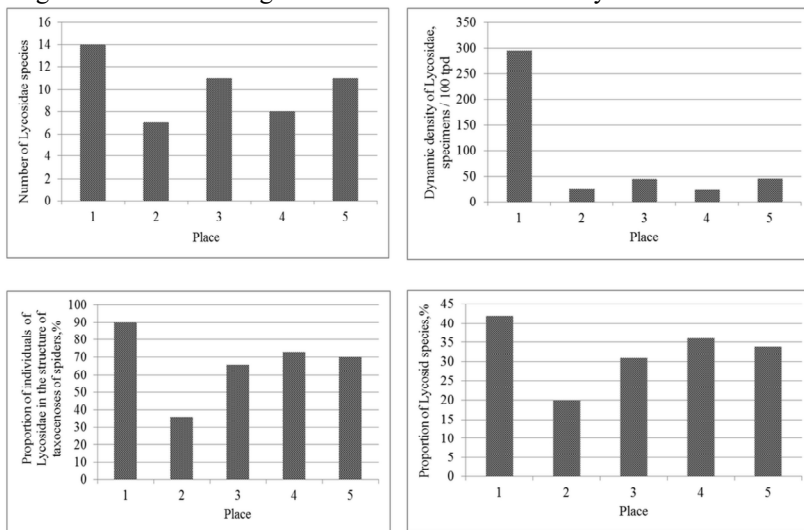 Number of Lycosidae species
16
14
12
10
8
6
4
2
0
1 2 3 4 5
Place
Dynamic density of Lycosidae,
specimens / 100 tpd
350
300
250
200
150
100
50
0
1 2 3 4 5
Place
Proportion of individuals of
Lycosidae in the structure of
taxocenoses of spiders,%
100
90
80
70
60
50
40
30
20
10
0
1 2 3 4 5
Place
Proportion of Lycosid species,%
45
40
35
30
25
20
15
10
5
0
1 2 3 4 5
Place